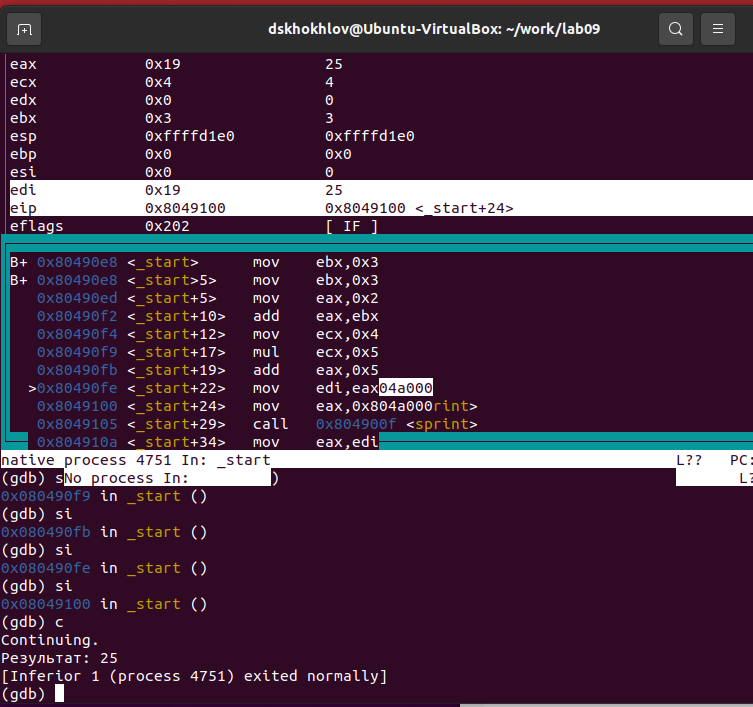 dskhokhlov@Ubuntu-VirtualBox: ~/work/lab09
eax 0x19 25
ecx 0x4 4
edx 0x0 0
ebx 0x3 3
esp 0xffffd1e0 0xffffd1e0
ebp 0x0 0x0
esi 0x0 0
edi 0x19 25
eip 0x8049100 0x8049100 <_start+24>
eflags 0x202 [ IF ]
B+ 0x80490e8 <_start> mov ebx,0x3
B+ 0x80490e8 <_start>5> mov ebx,0x3
0x80490ed <_start+5> mov eax,0x2
0x80490f2 <_start+10> add eax,ebx
0x80490f4 <_start+12> mov ecx,0x4
0x80490f9 <_start+17> mul ecx,0x5
0x80490fb <_start+19> add eax,0x5
>0x80490fe <_start+22> mov edi,eax04a000
0x8049100 <_start+24> mov eax,0x804a000rint>
0x8049105 <_start+29> call 0x804900f <sprint>
0x804910a <_start+34> mov eax,edi
native process 4751 In: _start L?? PC:
(gdb) sNo process In: ) L?
0x080490f9 in _start ()
(gdb) si
0x080490fb in _start ()
(gdb) si
0x080490fe in _start ()
(gdb) si
0x08049100 in _start ()
(gdb) c
Continuing.
Результат: 25
[Inferior 1 (process 4751) exited normally]
(gdb)